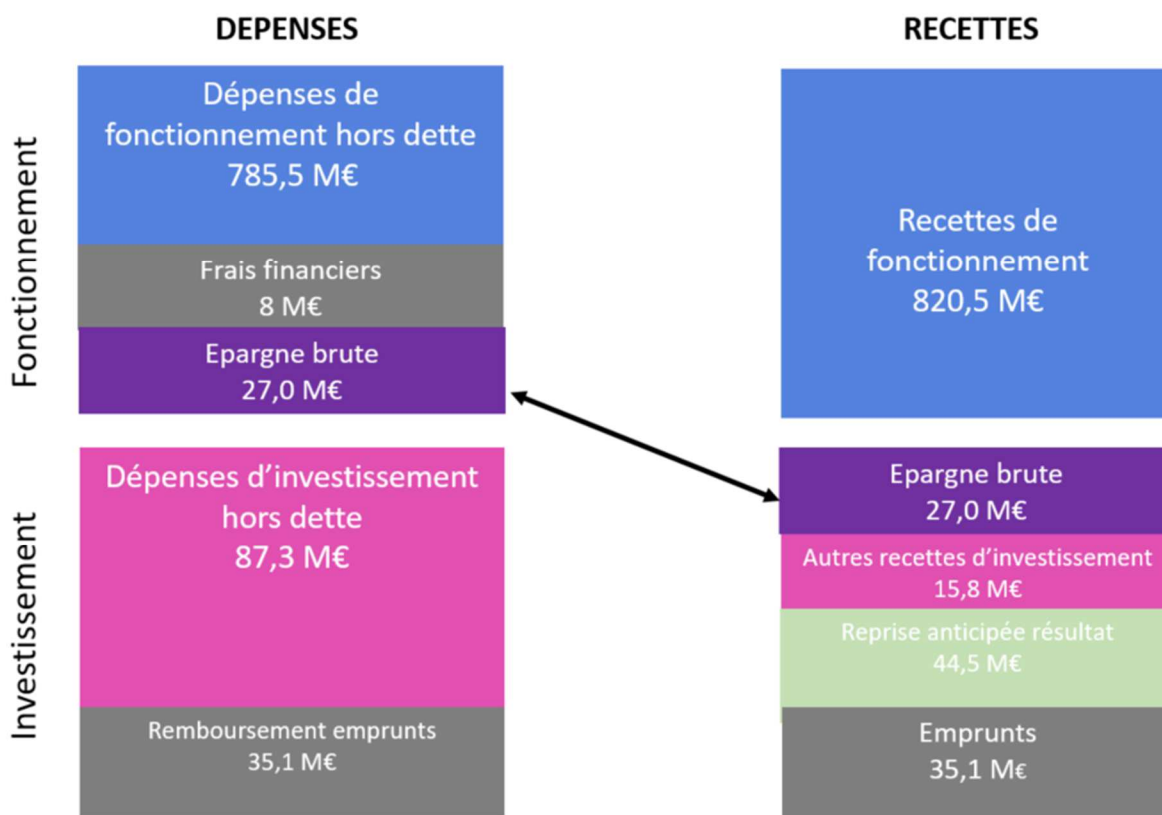 DEPENSES
RECETTES
Fonctionnement
Dépenses de
fonctionnement hors dette
785,5 M€
Frais financiers
8 M€
Epargne brute
27,0 M€
Recettes de
fonctionnement
820,5 M€
Investissement
Dépenses d’investissement
hors dette
87,3 M€
Remboursement emprunts
35,1 M€
Epargne brute
27,0 M€
Autres recettes d’investissement
15,8 M€
Reprise anticipée résultat
44,5 M€
Emprunts
35,1 M€